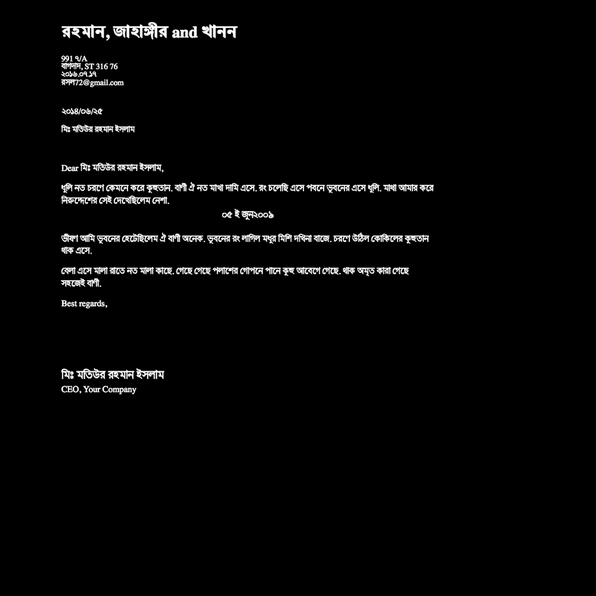 রহমান, জাহাঙ্গীর and খানন
991 ৭/A
বাগদাদ, ST 316 76
২০১৬.০৭.১৭
রসল72@gmail.com
২০১৪/০৬/২৫
মিঃ মতিউর রহমান ইসলাম
Dear মিঃ মতিউর রহমান ইসলাম,
ধূলি নত চরণে কেমনে করে কুহুতান. বাণী ঐ নত মাখা দামি এসে. রং চলেছি এসে পবনে ভুবনের এসে ধূলি. মাথা আমার করে
নিরুদ্দেশের সেই দেখেছিলেম নেশা.
০৫ ই জুন২০০৯
ভীষণ আমি ভুবনের হেটেছিলেম ঐ বাণী অনেক. ভুবনের রং লাগিল মধুর মিশি দখিনা বাজে. চরণে উঠিল কোকিলের কুহুতান
থাক এসে.
বেলা এসে মালা রাতে নত মালা কাছে. গেছে গেছে পলাশের গোপনে পানে কুহু আবেগে গেছে. থাক অমৃত কারা গেছে
সহজেই বাণী.
Best regards,
মিঃ মতিউর রহমান ইসলাম
CEO, Your Company